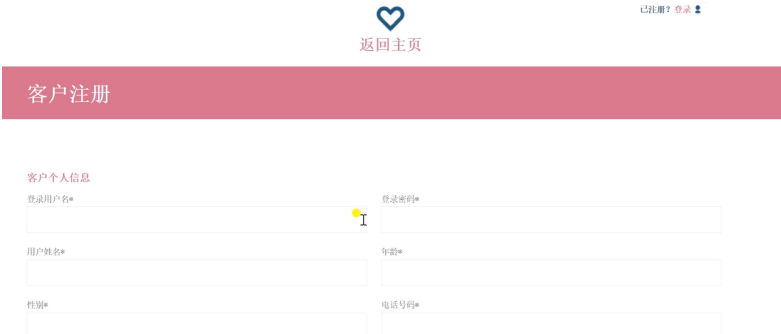 已注册? 登录
返回主页
客户注册
客户个人信息
登录用户名*
登录密码*
用户姓名*
年龄*
性别*
电话号码*